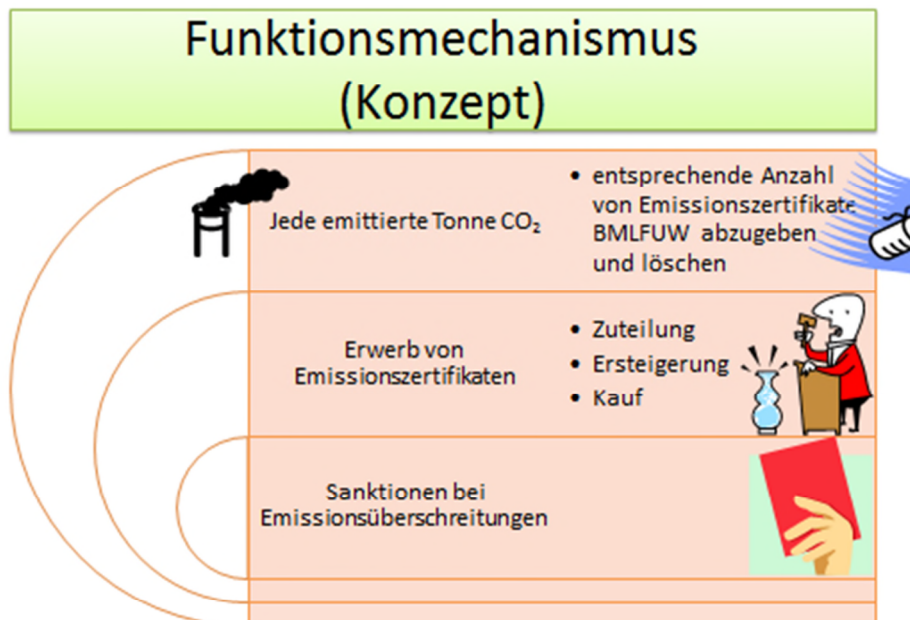 Funktionsmechanismus
(Konzept)
Jede emittierte Tonne CO₂
• entsprechende Anzahl
von Emissionszertifikate
BMLFUW abzugeben
und löschen
Erwerb von
Emissionszertifikaten
• Zuteilung
• Ersteigerung
• Kauf
Sanktionen bei
Emissionsüberschreitungen